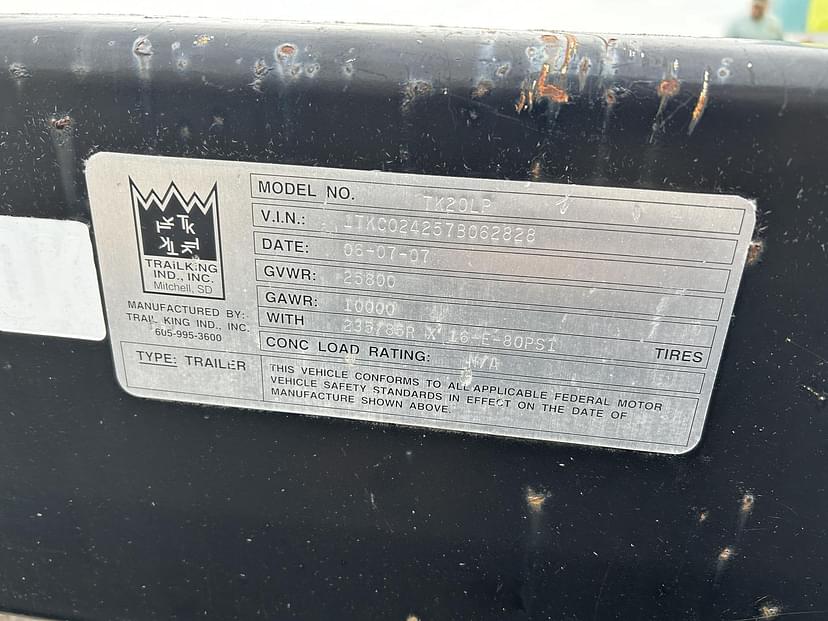 TK
TK
TK
TK
TRAILKING
IND., INC.
Mitchell, SD
MANUFACTURED BY:
TRAIL KING IND., INC.
605-995-3600
TYPE: TRAILER
MODEL NO. TK20LP
V.I.N.: 1TKC024257B062828
DATE: 06-07-07
GVWR: 25800
GAWR: 10000
WITH 235/85R X 16-E-80PSI TIRES
CONC LOAD RATING: N/A
THIS VEHICLE CONFORMS TO ALL APPLICABLE FEDERAL MOTOR
VEHICLE SAFETY STANDARDS IN EFFECT ON THE DATE OF
MANUFACTURE SHOWN ABOVE.